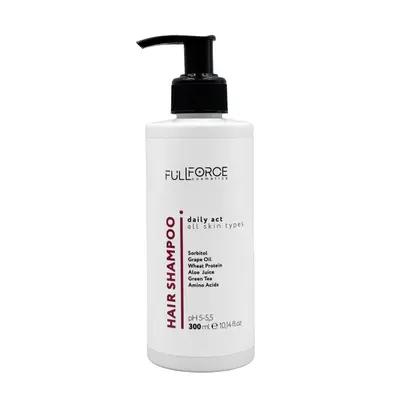 FULLFORCE
cosmetics
HAIR SHAMPOO
daily act
all skin types
Sorbitol
Grape Oil
Wheat Protein
Aloe Juice
Green Tea
Amino Acids
pH 5-5,5
300 ml ℮ 10,14 fl.oz